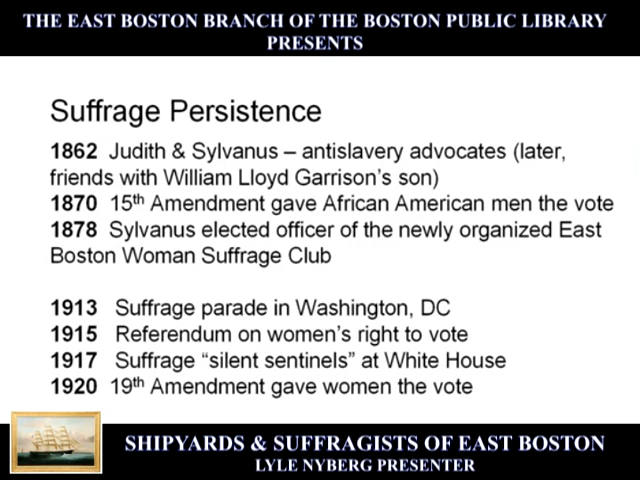 THE EAST BOSTON BRANCH OF THE BOSTON PUBLIC LIBRARY
PRESENTS
Suffrage Persistence
1862 Judith & Sylvanus – antislavery advocates (later,
friends with William Lloyd Garrison's son)
1870 15th Amendment gave African American men the vote
1878 Sylvanus elected officer of the newly organized East
Boston Woman Suffrage Club
1913 Suffrage parade in Washington, DC
1915 Referendum on women's right to vote
1917 Suffrage “silent sentinels” at White House
1920 19th Amendment gave women the vote
SHIPYARDS & SUFFRAGISTS OF EAST BOSTON
LYLE NYBERG PRESENTER